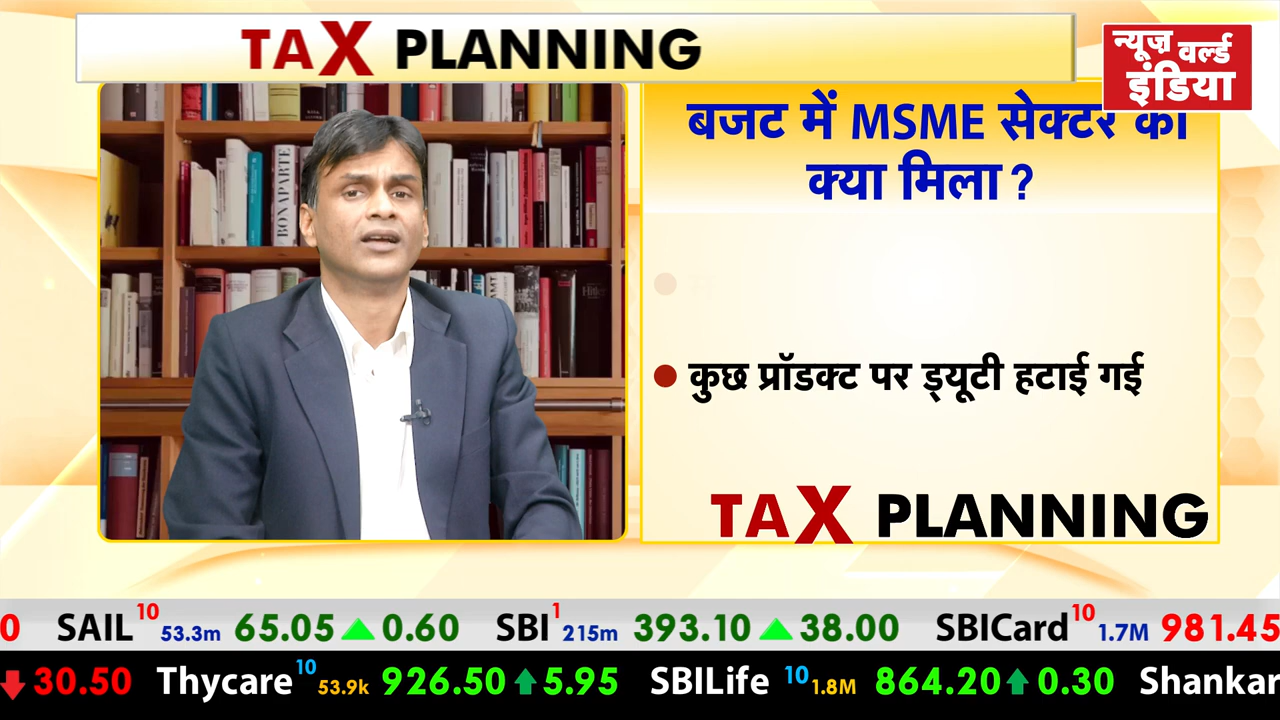 TAX PLANNING
न्यूज़ वर्ल्ड
इंडिया
बजट में MSME सेक्टर को
क्या मिला ?
BONAPARTE
कुछ प्रॉडक्ट पर ड्यूटी हटाई गई
TAX PLANNING
0 SAIL 10 53.3m 65.05 0.60 SBI 1 215m 393.10 38.00 SBICard 10 1.7M 981.45
30.50 Thycare 10 53.9k 926.50 5.95 SBILife 10 1.8M 864.20 0.30 Shankar